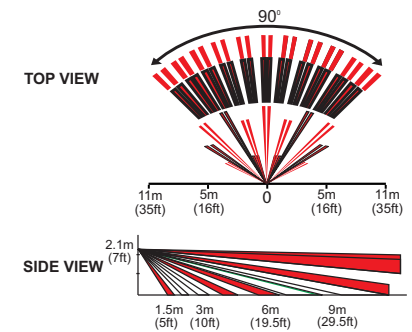 90°
TOP VIEW
11m 5m 0 5m 11m
(35ft) (16ft) (16ft) (35ft)
2.1m
(7ft)
SIDE VIEW
1.5m 3m 6m 9m
(5ft) (10ft) (19.5ft) (29.5ft)